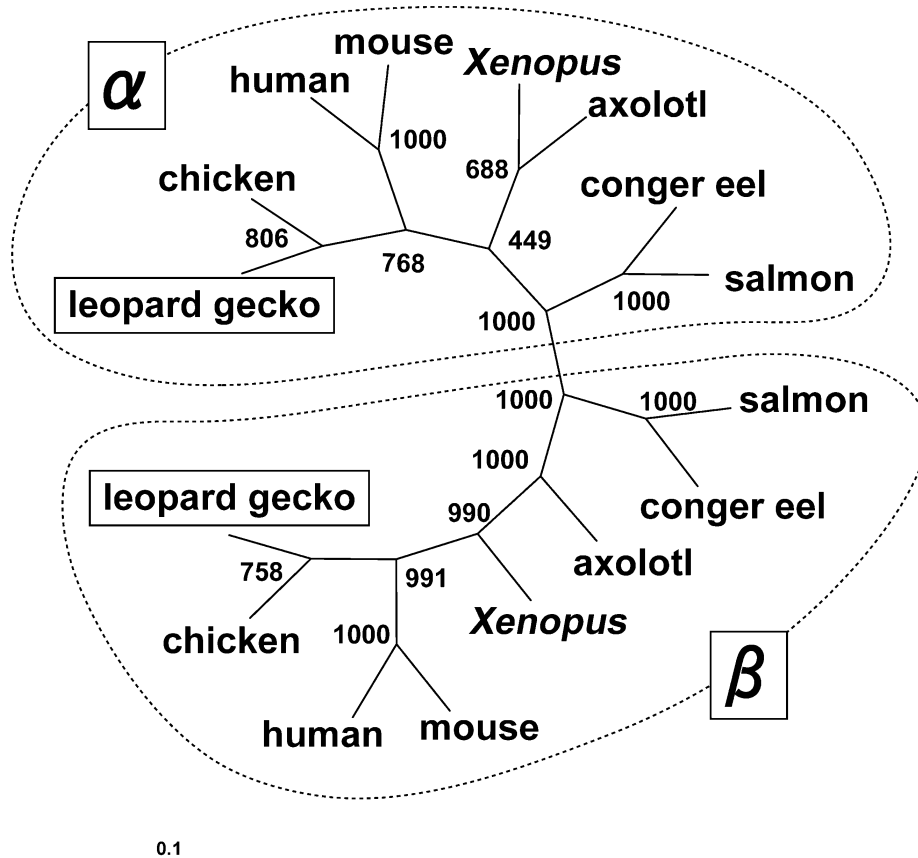 α
mouse
human
Xenopus
axolotl
1000
688
chicken
conger eel
806
449
768
leopard gecko
salmon
1000
1000
1000
1000
salmon
1000
leopard gecko
990
conger eel
axolotl
758
991
Xenopus
chicken
1000
β
human
mouse
0.1